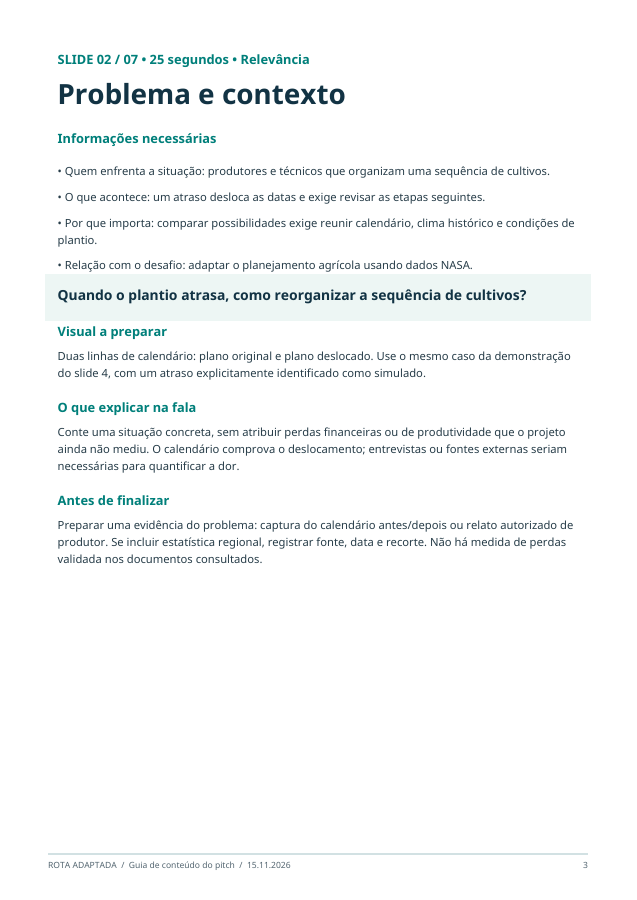 SLIDE 02 / 07 • 25 segundos • Relevância
Problema e contexto
Informações necessárias
• Quem enfrenta a situação: produtores e técnicos que organizam uma sequência de cultivos.
• O que acontece: um atraso desloca as datas e exige revisar as etapas seguintes.
• Por que importa: comparar possibilidades exige reunir calendário, clima histórico e condições de
plantio.
• Relação com o desafio: adaptar o planejamento agrícola usando dados NASA.
Quando o plantio atrasa, como reorganizar a sequência de cultivos?
Visual a preparar
Duas linhas de calendário: plano original e plano deslocado. Use o mesmo caso da demonstração
do slide 4, com um atraso explicitamente identificado como simulado.
O que explicar na fala
Conte uma situação concreta, sem atribuir perdas financeiras ou de produtividade que o projeto
ainda não mediu. O calendário comprova o deslocamento; entrevistas ou fontes externas seriam
necessárias para quantificar a dor.
Antes de finalizar
Preparar uma evidência do problema: captura do calendário antes/depois ou relato autorizado de
produtor. Se incluir estatística regional, registrar fonte, data e recorte. Não há medida de perdas
validada nos documentos consultados.
ROTA ADAPTADA / Guia de conteúdo do pitch / 15.11.2026
3